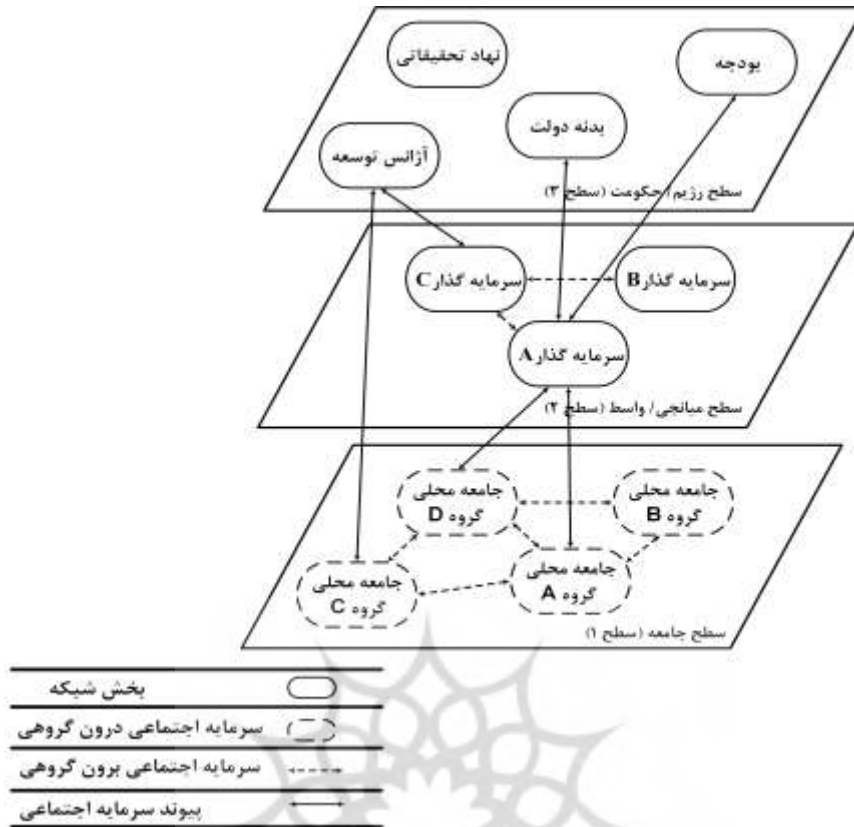 نهاد تحقیقاتی
بودجه
بدنه دولت
آژانس توسعه
سطح رژیم/حکومت (سطح ۳)
سرمایه گذار C
سرمایه گذار B
سرمایه گذار A
سطح میانجی/ واسط (سطح ۲)
جامعه محلی
گروه D
جامعه محلی
گروه B
جامعه محلی
گروه A
جامعه محلی
گروه C
سطح جامعه (سطح ۱)
بخش شبکه
سرمایه اجتماعی درون گروهی
سرمایه اجتماعی برون گروهی
پیوند سرمایه اجتماعی